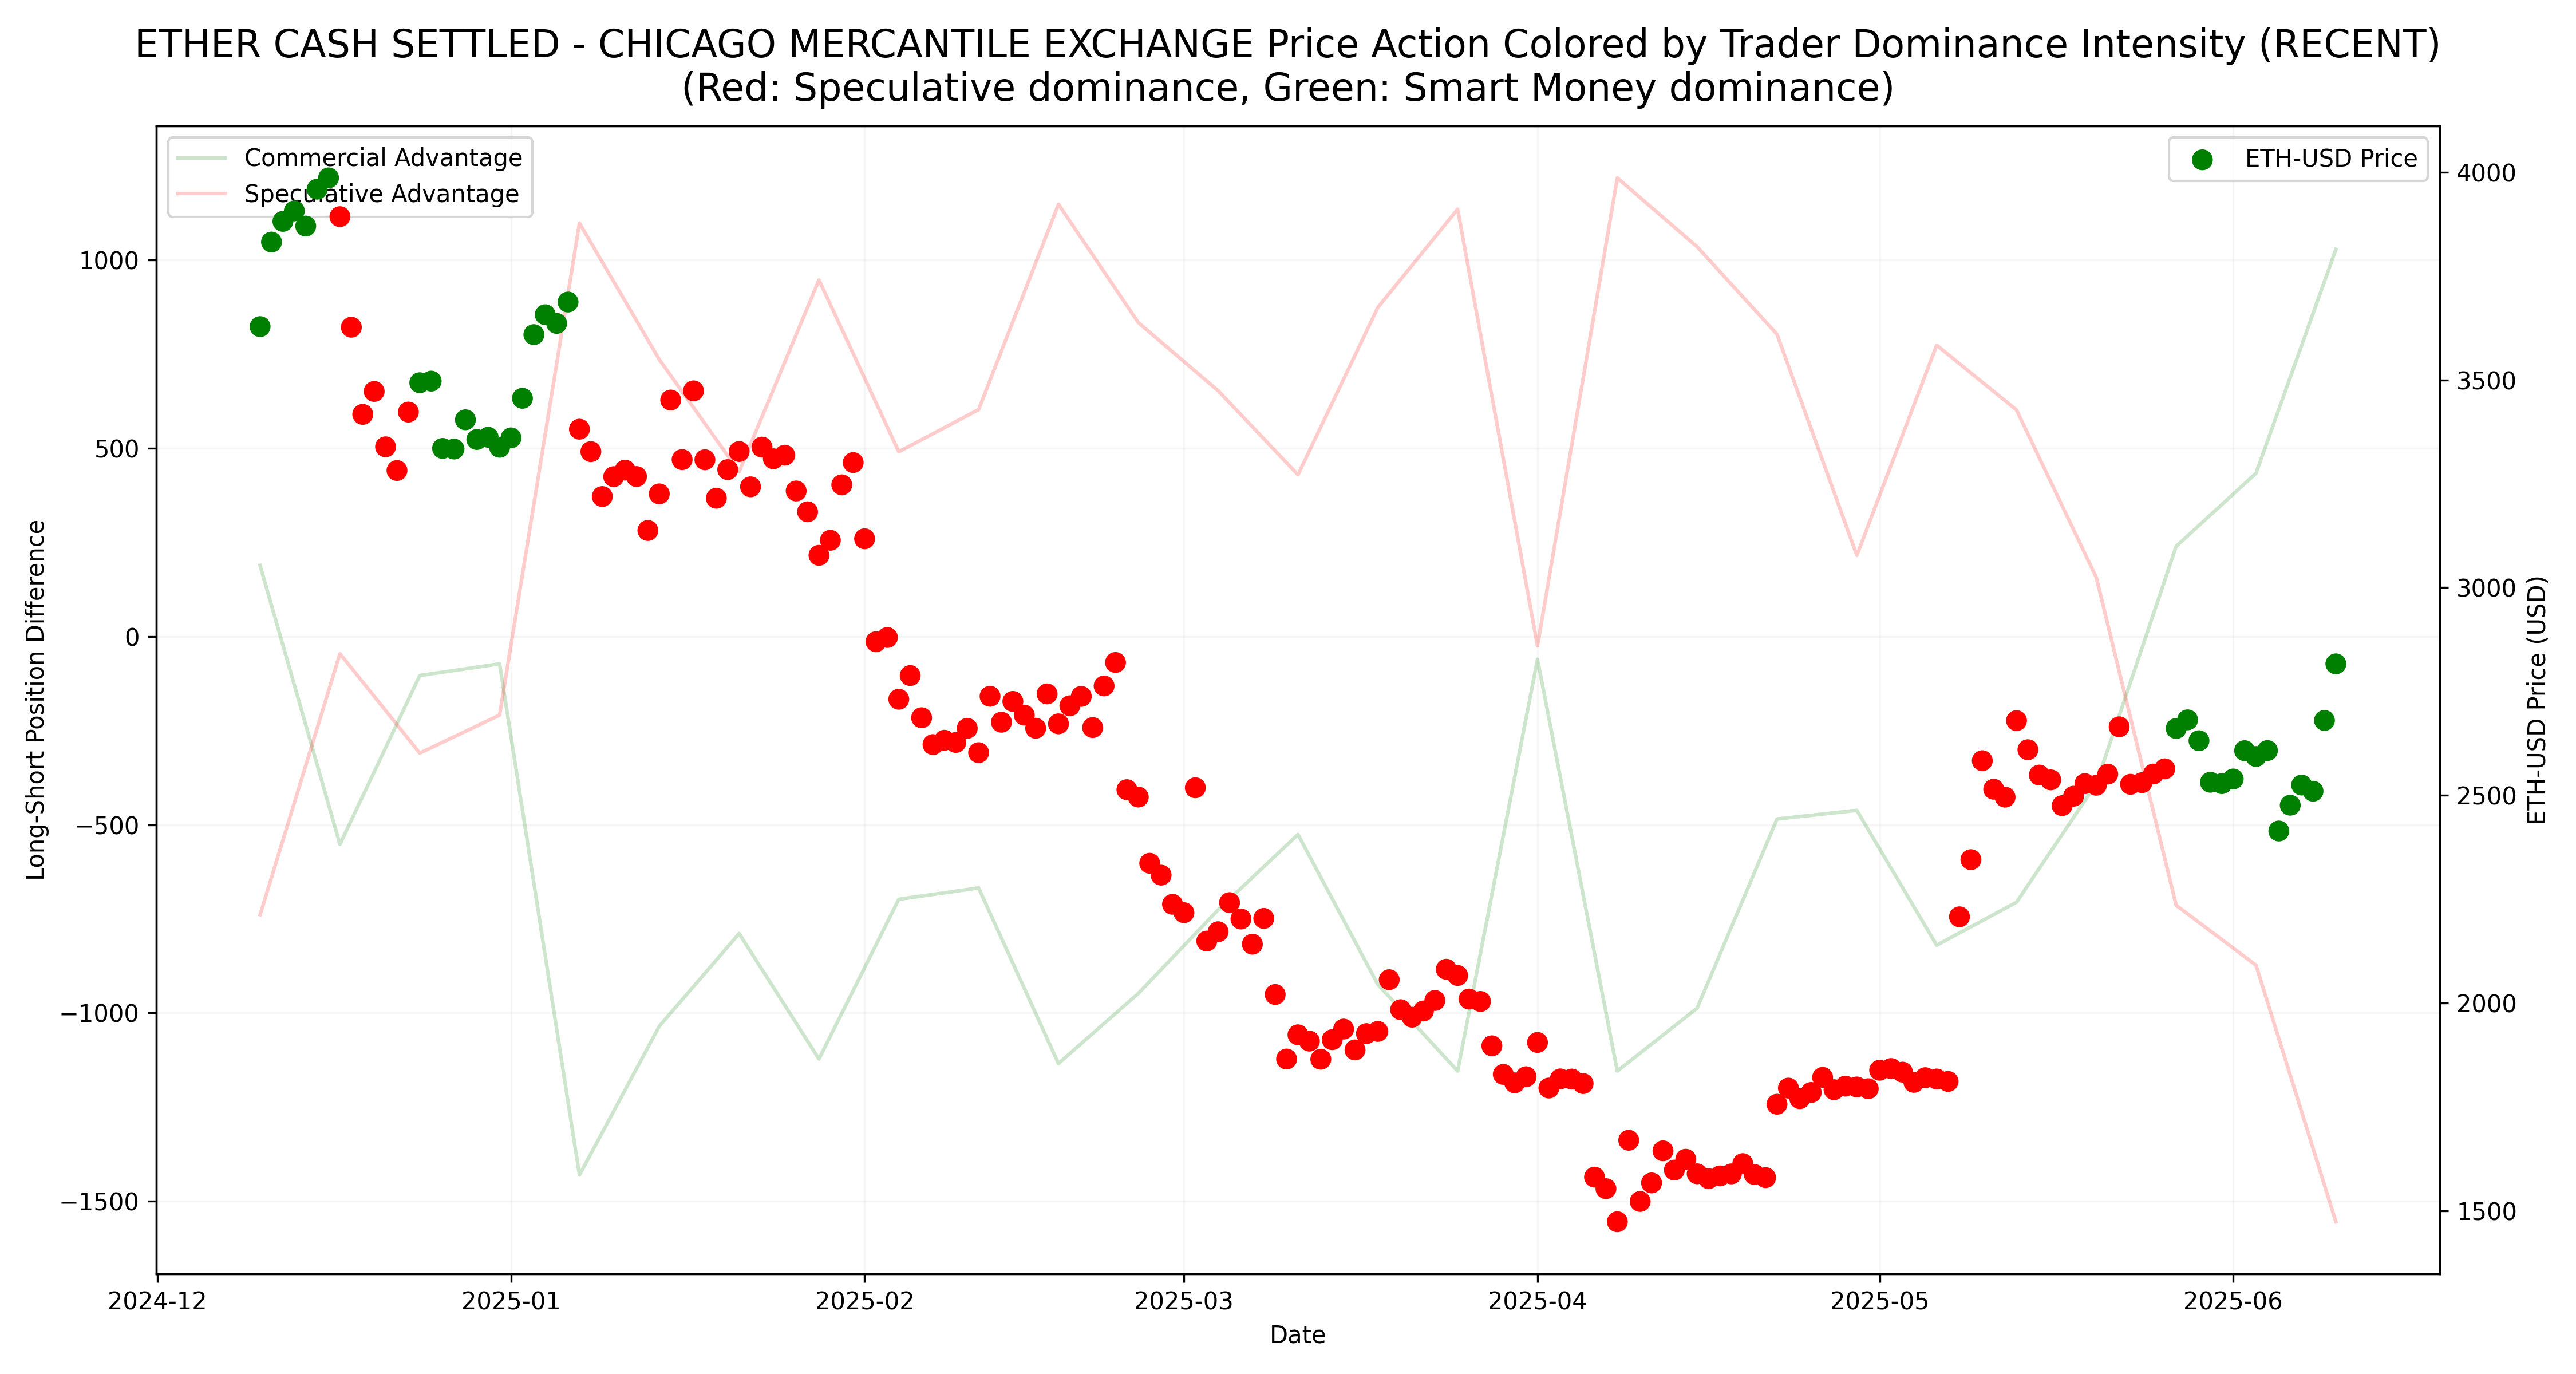 ETHER CASH SETTLED - CHICAGO MERCANTILE EXCHANGE Price Action Colored by Trader Dominance Intensity (RECENT)
(Red: Speculative dominance, Green: Smart Money dominance)
Commercial Advantage
Speculative Advantage
ETH-USD Price
Long-Short Position Difference
1000
500
0
−500
−1000
−1500
4000
3500
3000
2500
2000
1500
ETH-USD Price (USD)
2024-12
2025-01
2025-02
2025-03
2025-04
2025-05
2025-06
Date